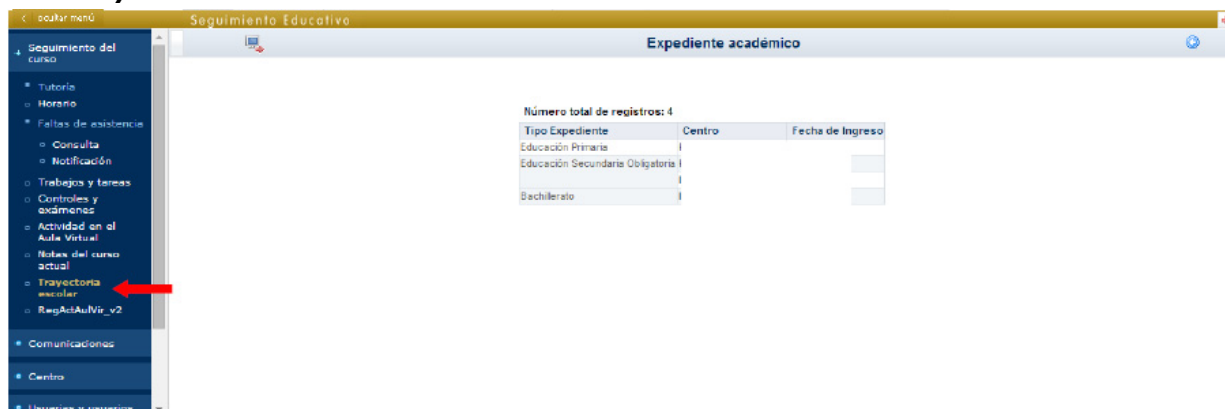 ocultar menú
Seguimiento Educativo
Seguimiento del
curso
Expediente académico
Tutoría
Horario
Faltas de asistencia
Consulta
Notificación
Trabajos y tareas
Controles y
exámenes
Actividad en el
Aula Virtual
Notas del curso
actual
Trayectoria
escolar
RegActAulVir_v2
Comunicaciones
Centro
Número total de registros: 4
Tipo Expediente Centro Fecha de Ingreso
Educación Primaria
Educación Secundaria Obligatoria
Bachillerato